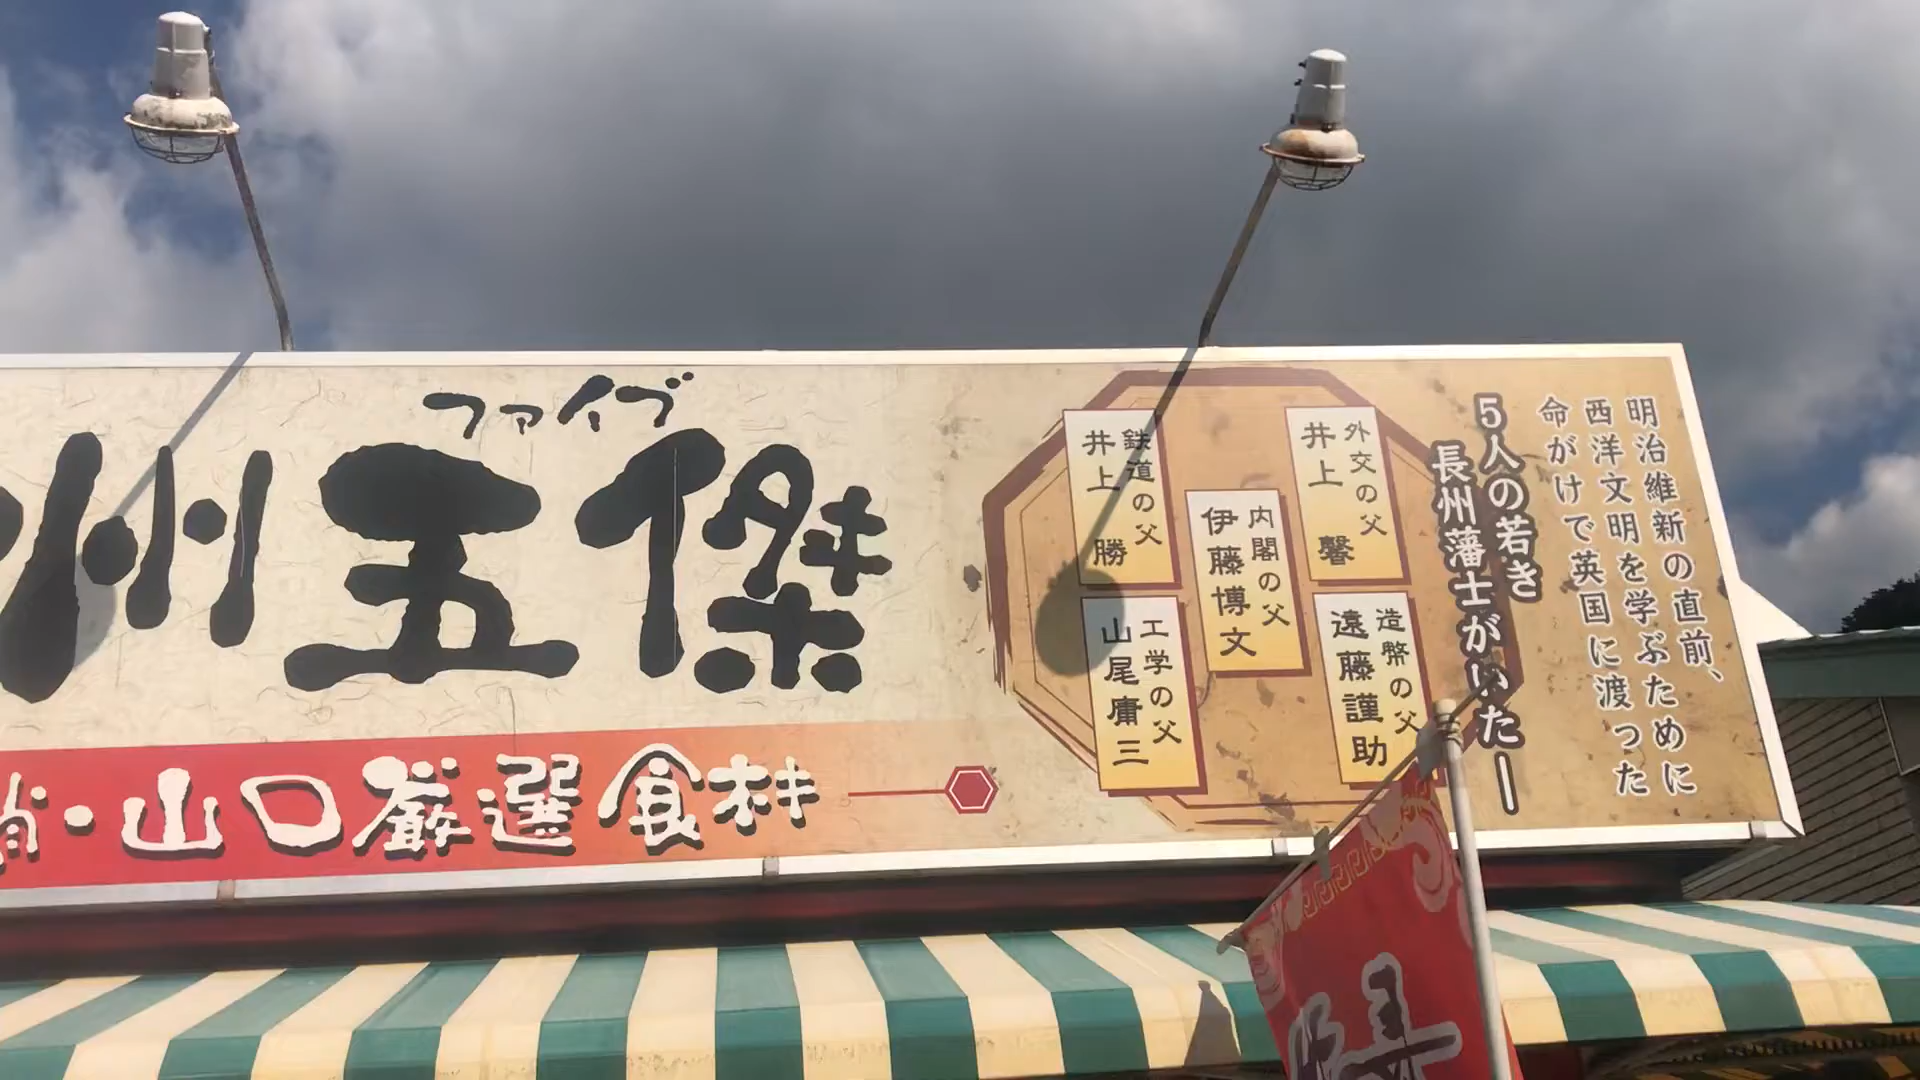 ファイブ
州五傑
・山口厳選食材
明治維新の直前、
西洋文明を学ぶために
命がけで英国に渡った
5人の若き
長州藩士がいたー
外交の父
井上 馨
鉄道の父
井上 勝
内閣の父
伊藤博文
造幣の父
遠藤謹助
工学の父
山尾庸三